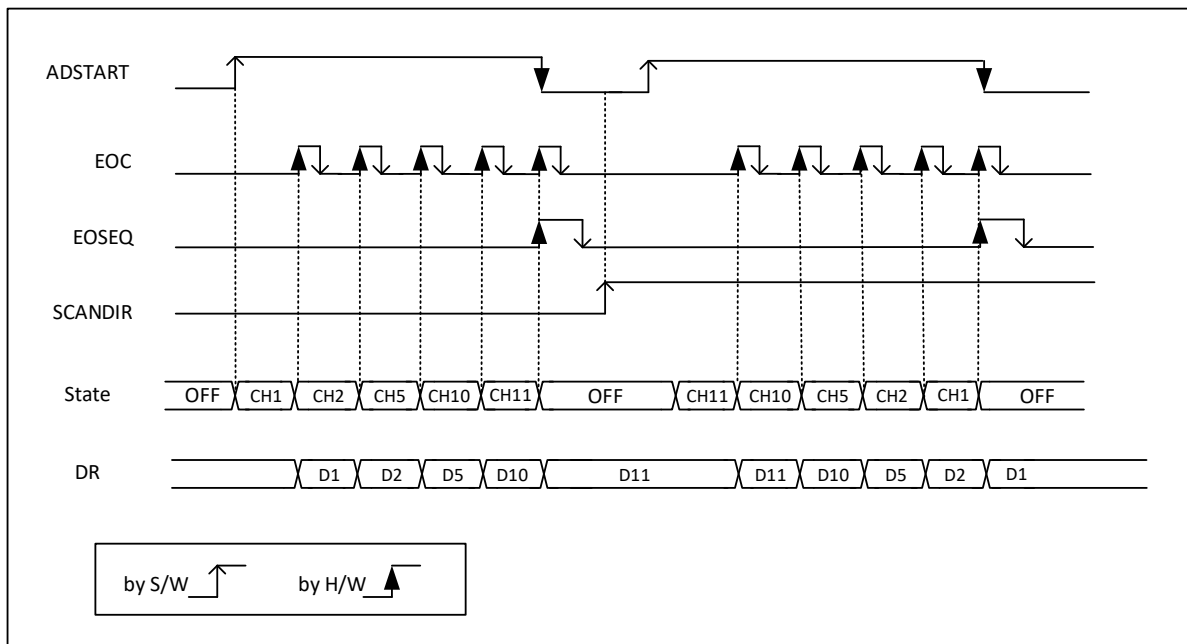 ADSTART
EOC
EOSEQ
SCANDIR
State OFF CH1 CH2 CH5 CH10 CH11 OFF CH11 CH10 CH5 CH2 CH1 OFF
DR D1 D2 D5 D10 D11 D11 D10 D5 D2 D1
by S/W by H/W